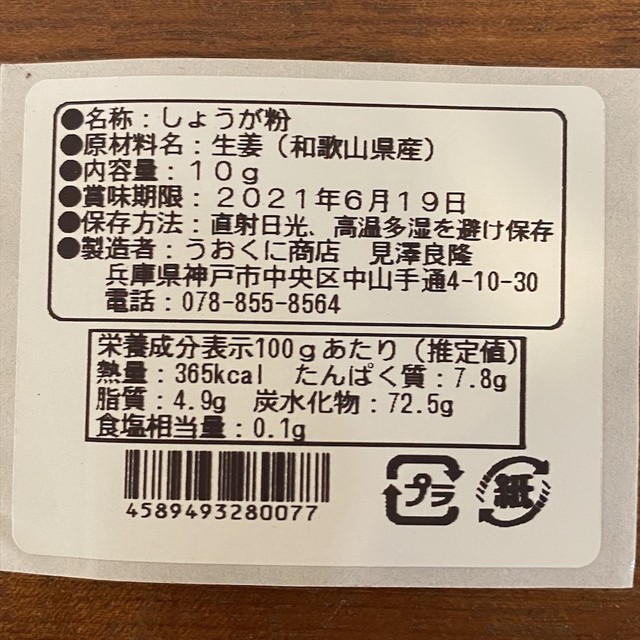 ●名称：しょうが粉
●原材料名：生姜（和歌山県産）
●内容量：10g
●賞味期限：2021年6月19日
●保存方法：直射日光、高温多湿を避け保存
●製造者：うおくに商店　見澤良隆
兵庫県神戸市中央区中山手通4-10-30
電話：078-855-8564
栄養成分表示100gあたり（推定値）
熱量：365kcal　たんぱく質：7.8g
脂質：4.9g　炭水化物：72.5g
食塩相当量：0.1g
4589493280077
プラ
紙